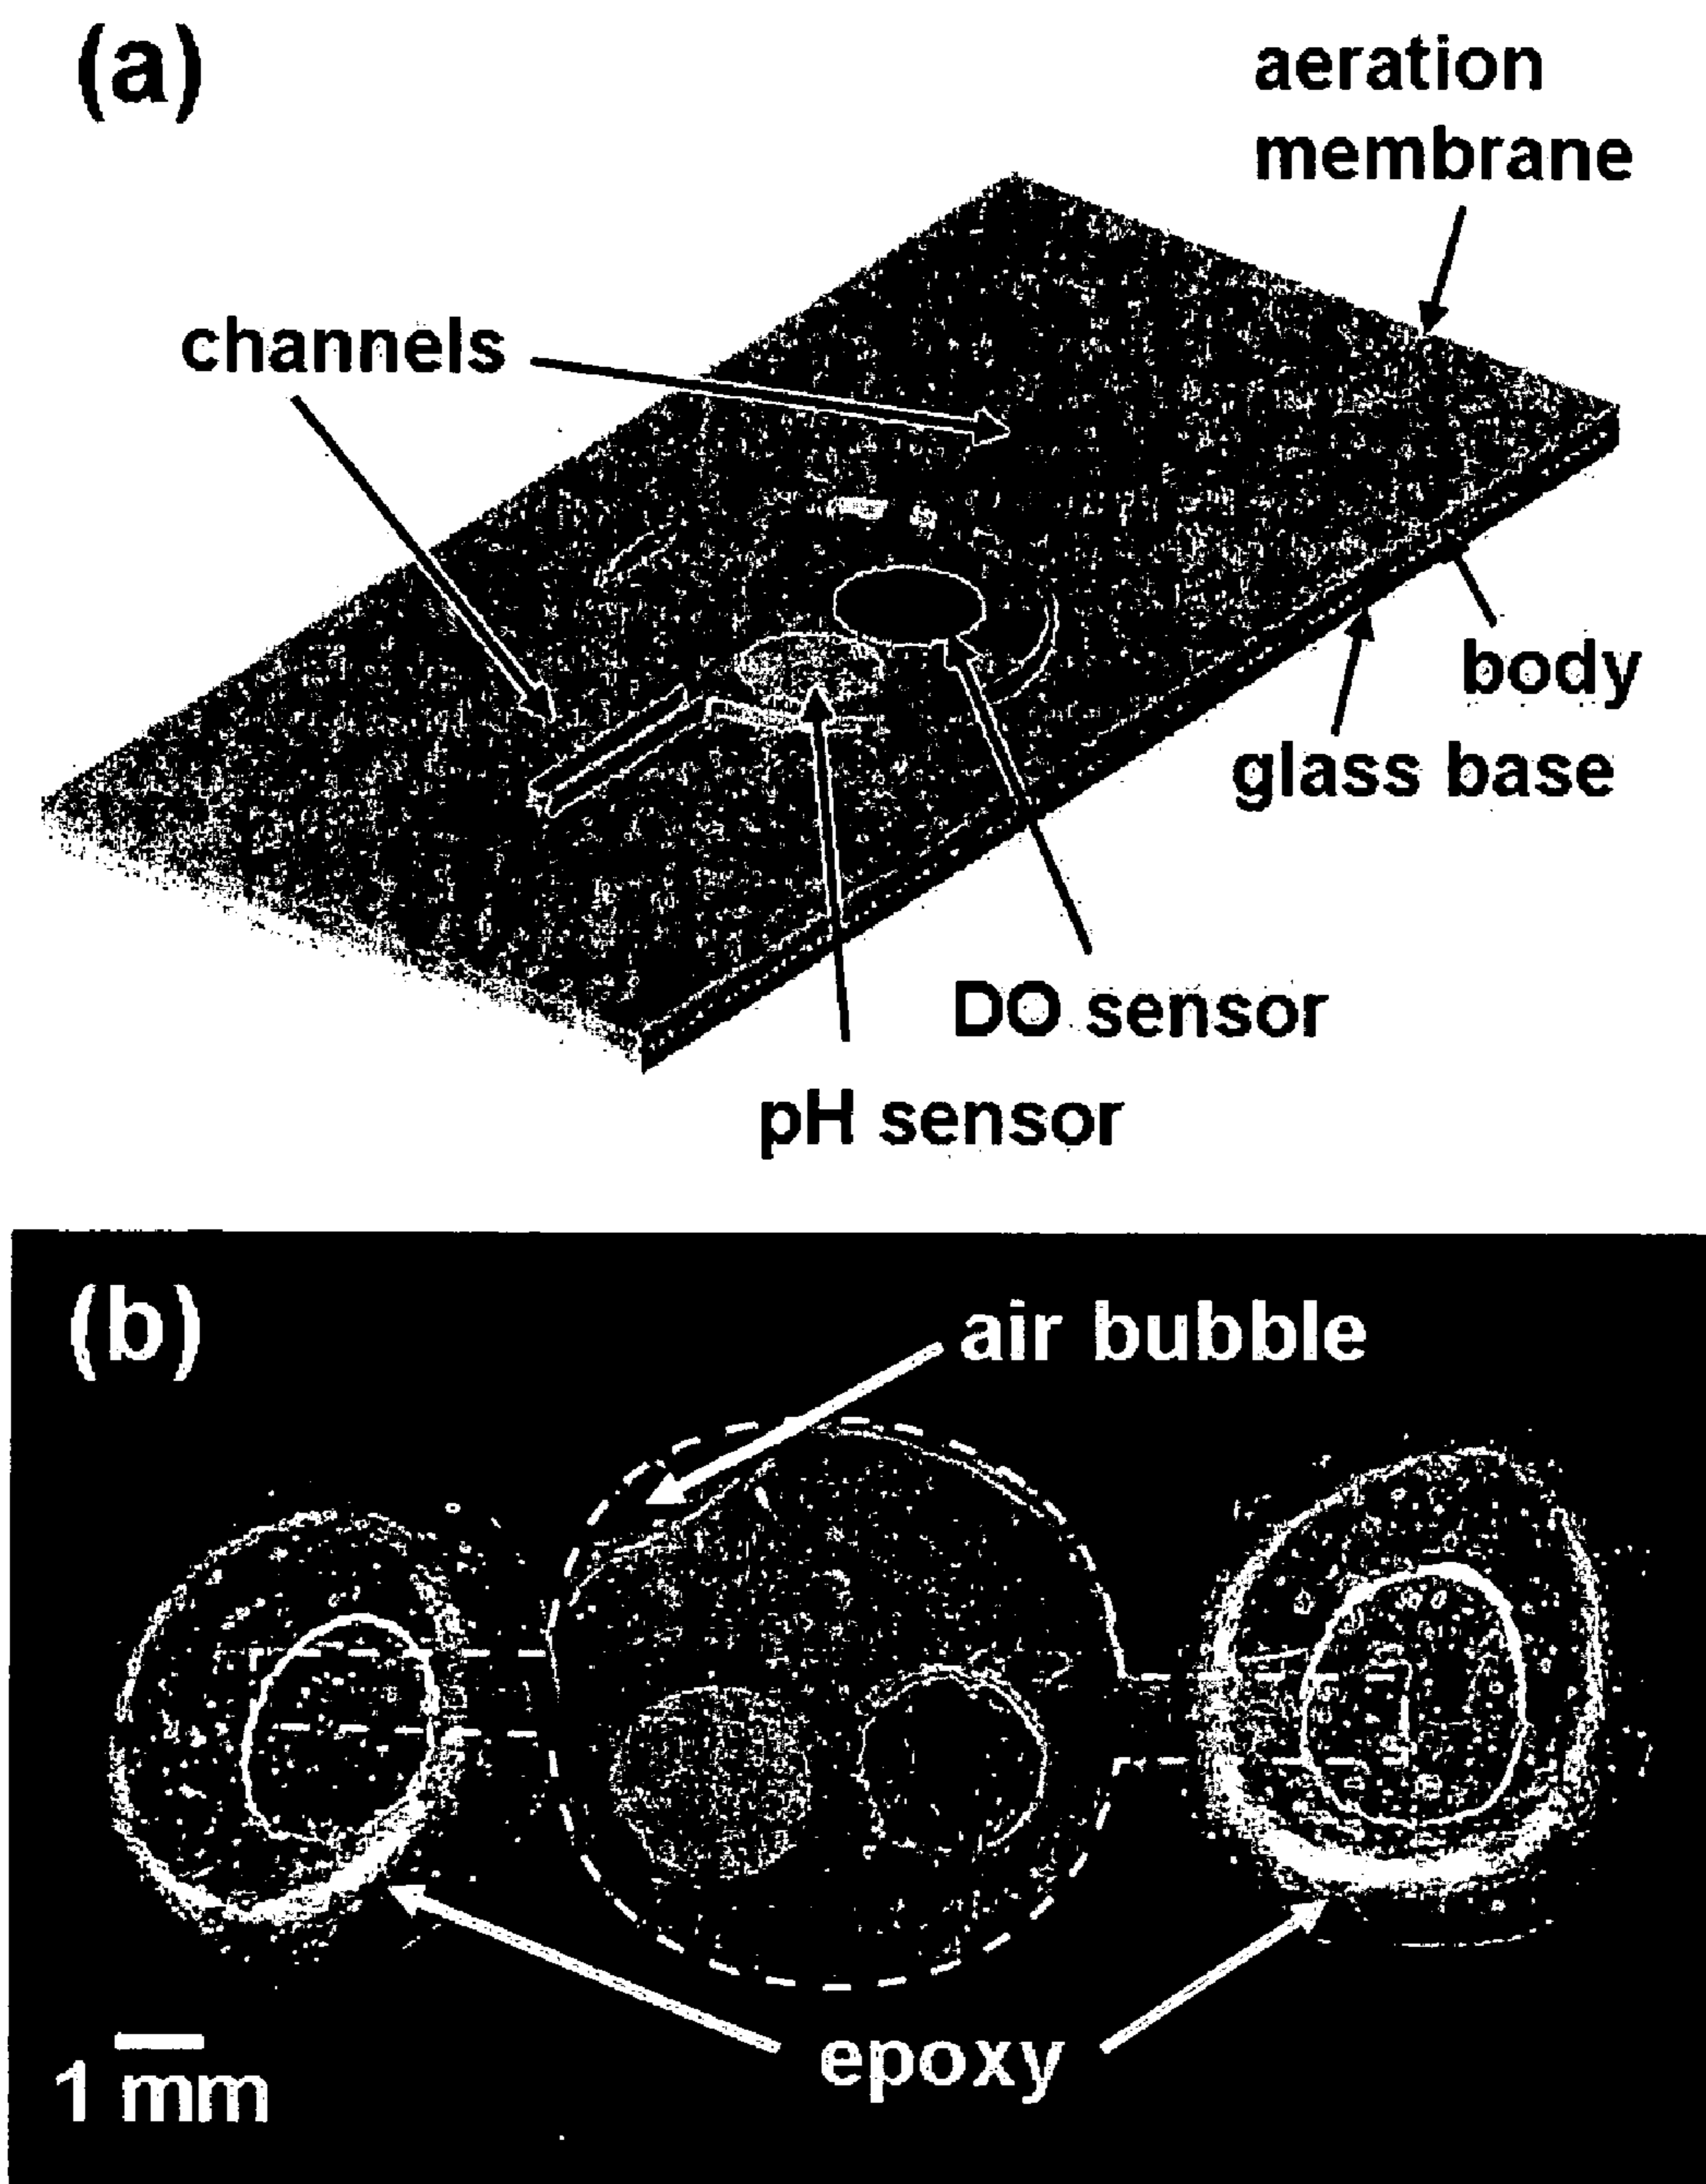 (a)
aeration
membrane
channels
body
glass base
DO sensor
pH sensor
(b)
air bubble
epoxy
1 mm